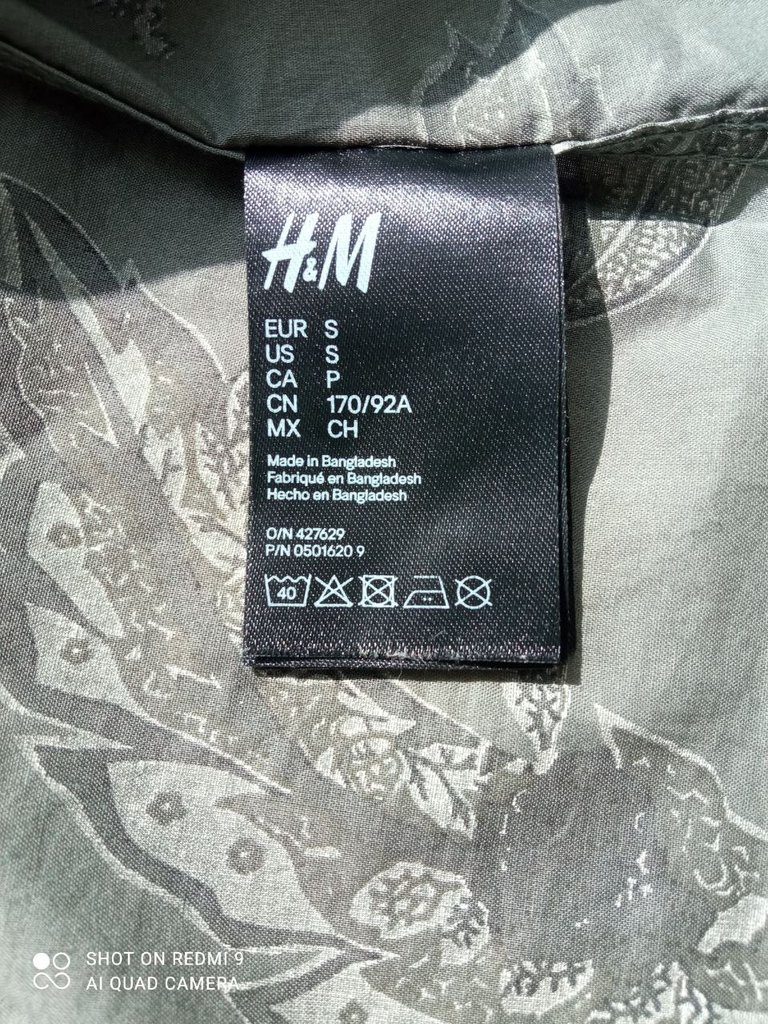 H&M
EUR S
US S
CA P
CN 170/92A
MX CH
Made in Bangladesh
Fabriqué en Bangladesh
Hecho en Bangladesh
O/N 427629
P/N 0501620 9
40
SHOT ON REDMI 9
AI QUAD CAMERA